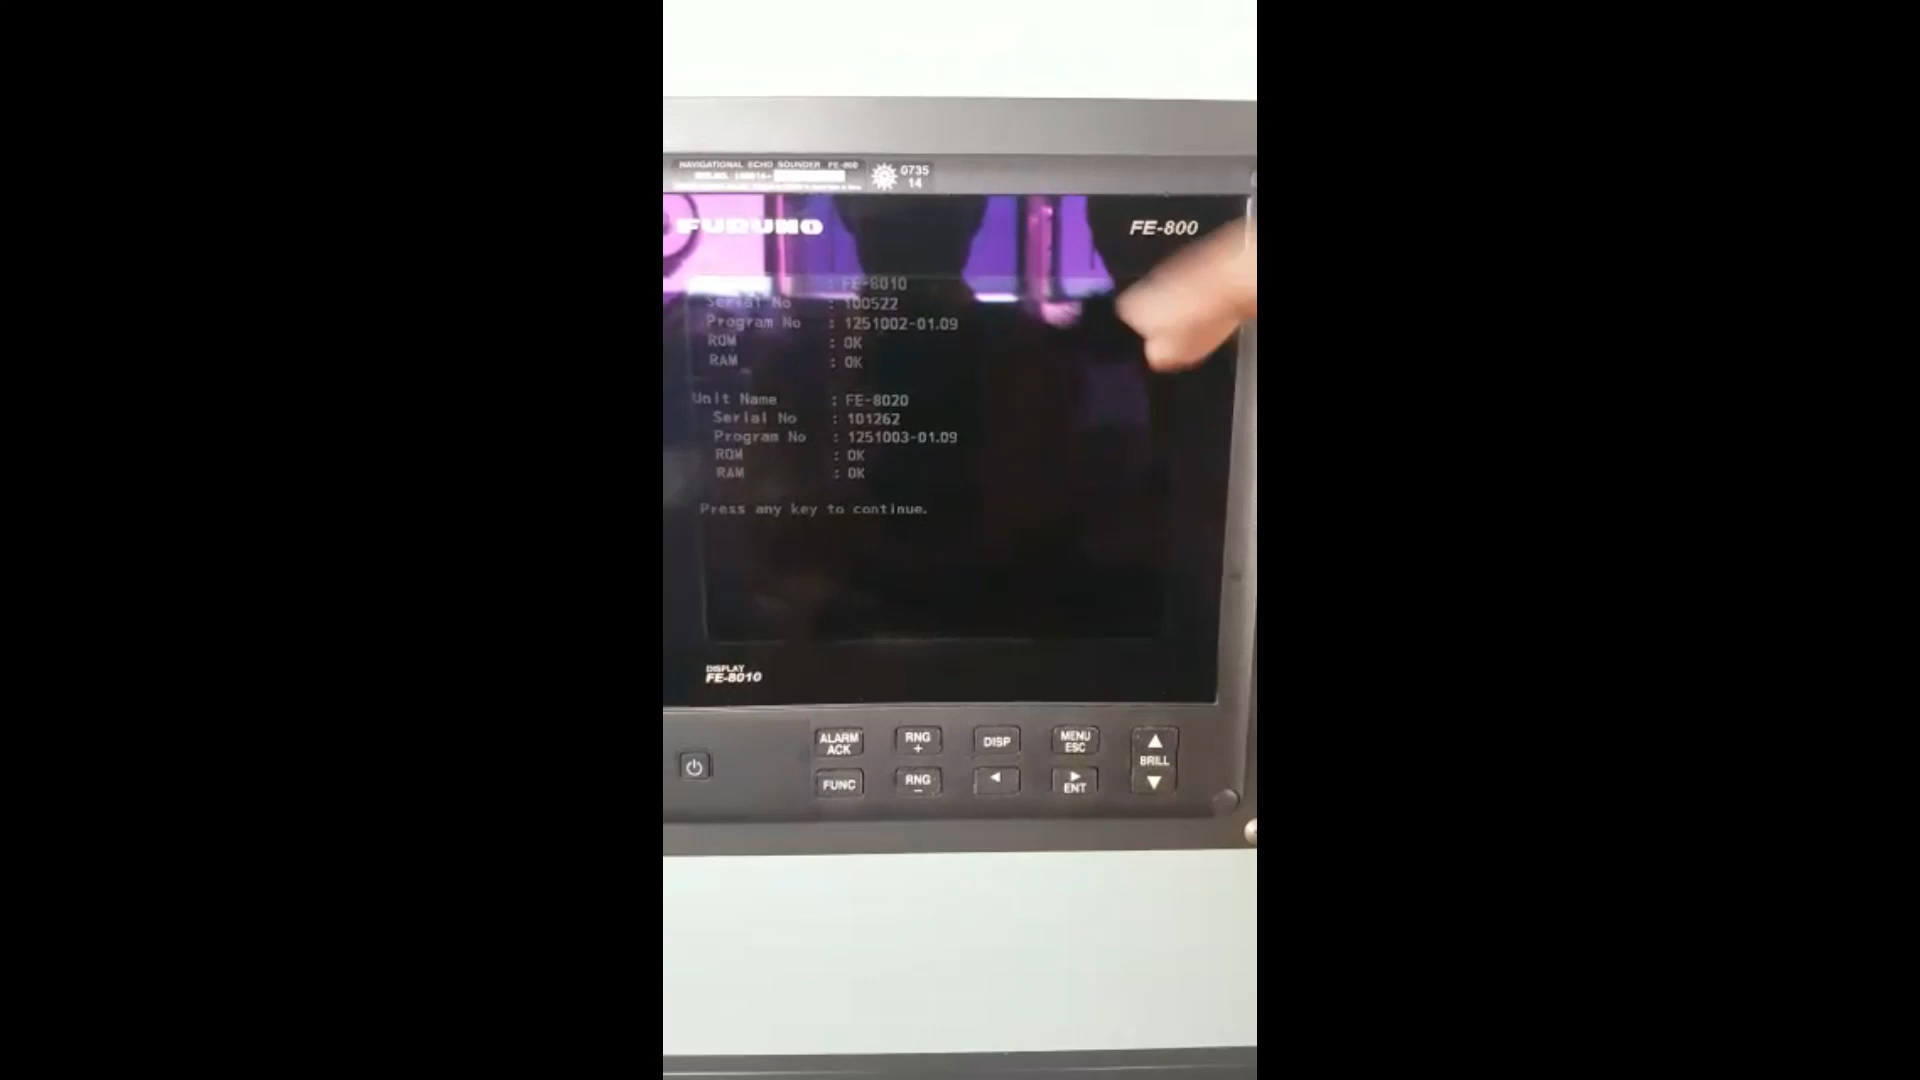 NAVIGATIONAL ECHO SOUNDER FE-800
0735
14
FURUNO
FE-800
: FE-8010
Serial No : 100522
Program No : 1251002-01.09
ROM : OK
RAM : OK
Unit Name : FE-8020
Serial No : 101262
Program No : 1251003-01.09
ROM : OK
RAM : OK
Press any key to continue.
DISPLAY
FE-8010
ALARM
ACK
RNG
+
DISP
MENU
ESC
▲
BRILL
▼
FUNC
RNG
–
◄
►
ENT